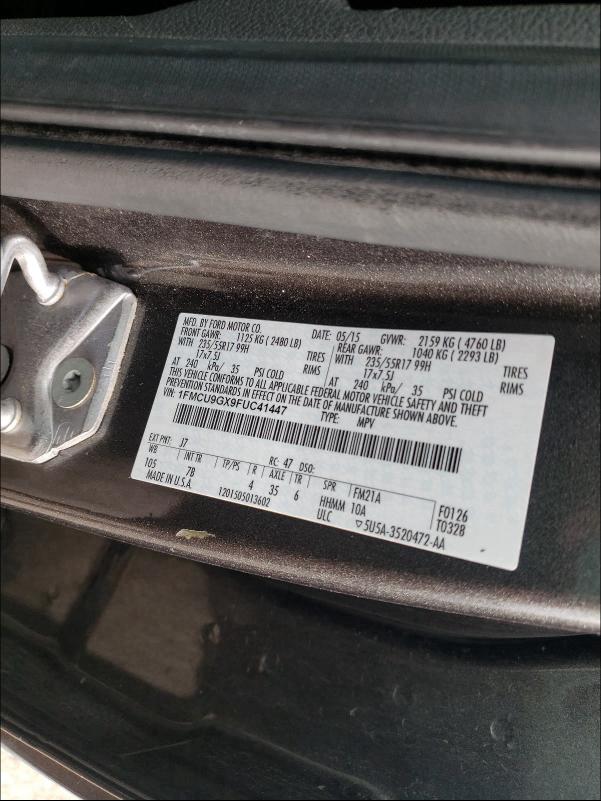 MFD. BY FORD MOTOR CO.
DATE: 05/15 GVWR: 2159 KG ( 4760 LB)
FRONT GAWR: 1125 KG ( 2480 LB) REAR GAWR: 1040 KG ( 2293 LB)
WITH 235/55R17 99H TIRES WITH 235/55R17 99H TIRES
17x7.5J RIMS 17x7.5J RIMS
AT 240 kPa/ 35 PSI COLD AT 240 kPa/ 35 PSI COLD
THIS VEHICLE CONFORMS TO ALL APPLICABLE FEDERAL MOTOR VEHICLE SAFETY AND THEFT
PREVENTION STANDARDS IN EFFECT ON THE DATE OF MANUFACTURE SHOWN ABOVE.
VIN: 1FMCU9GX9FUC41447 TYPE: MPV
EXT PNT: J7 RC: 47 DSO:
WB INT TR TP/PS R AXLE TR SPR FM21A F0126
105 7B 4 35 6 HHMM 10A T0328
MADE IN U.S.A. 1201505013602 ULC ▽5U5A-3520472-AA